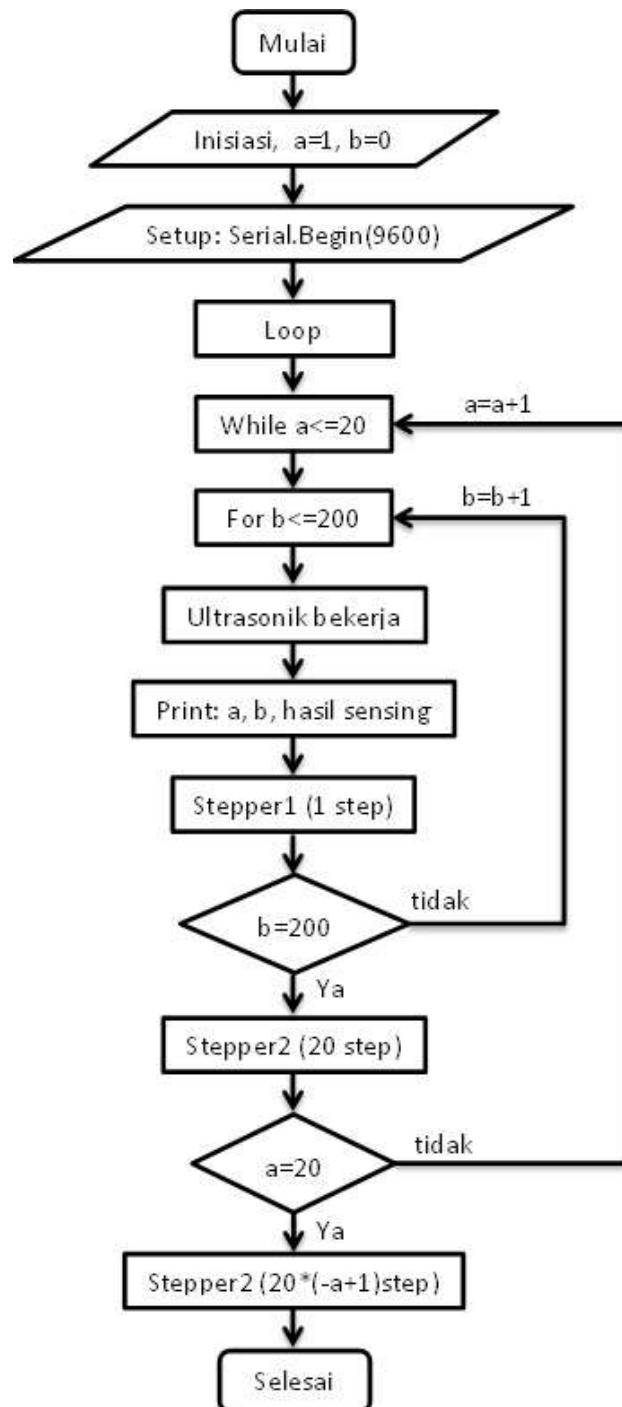 Mulai
Inisiasi, a=1, b=0
Setup: Serial.Begin(9600)
Loop
While a<=20
a=a+1
For b<=200
b=b+1
Ultrasonik bekerja
Print: a, b, hasil sensing
Stepper1 (1 step)
b=200
tidak
Ya
Stepper2 (20 step)
a=20
tidak
Ya
Stepper2 (20*(-a+1)step)
Selesai